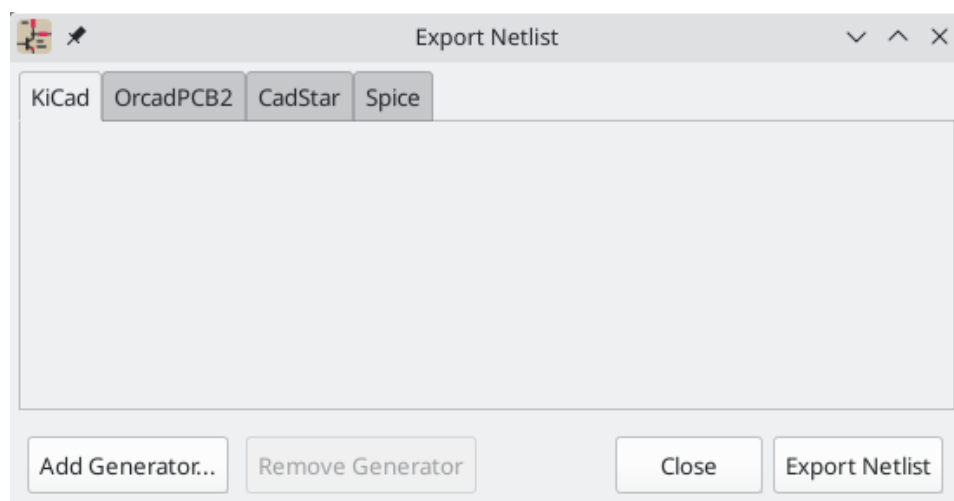 Export Netlist
KiCad OrcadPCB2 CadStar Spice
Add Generator... Remove Generator Close Export Netlist